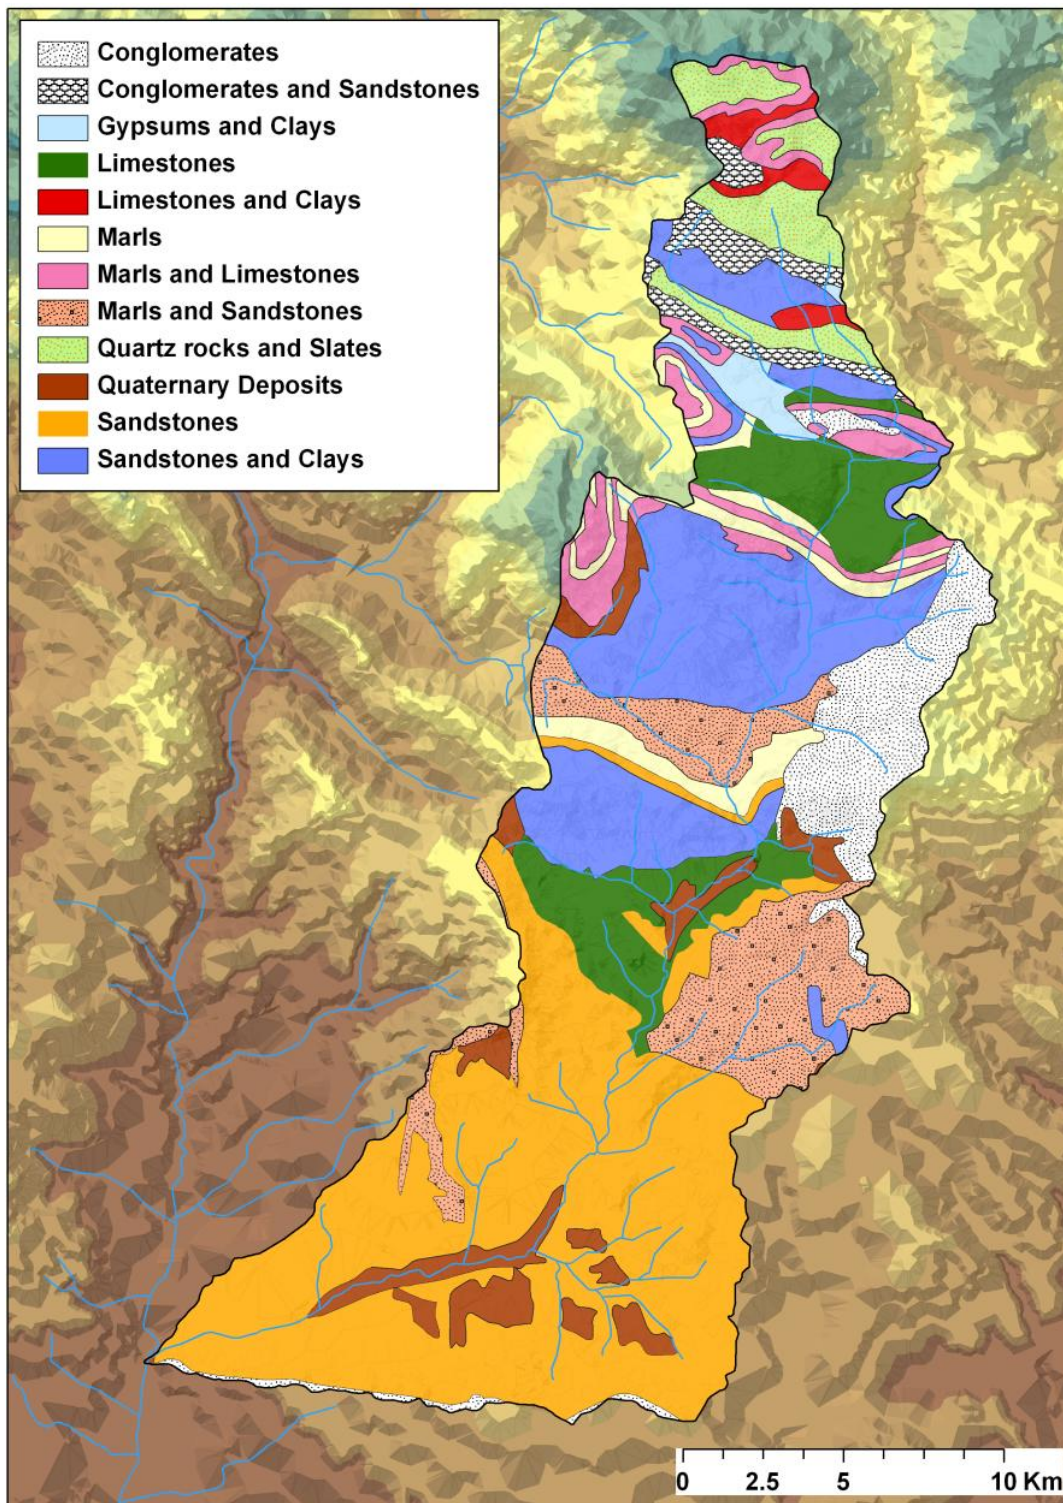 Conglomerates
Conglomerates and Sandstones
Gypsums and Clays
Limestones
Limestones and Clays
Marls
Marls and Limestones
Marls and Sandstones
Quartz rocks and Slates
Quaternary Deposits
Sandstones
Sandstones and Clays
0 2.5 5 10 Km